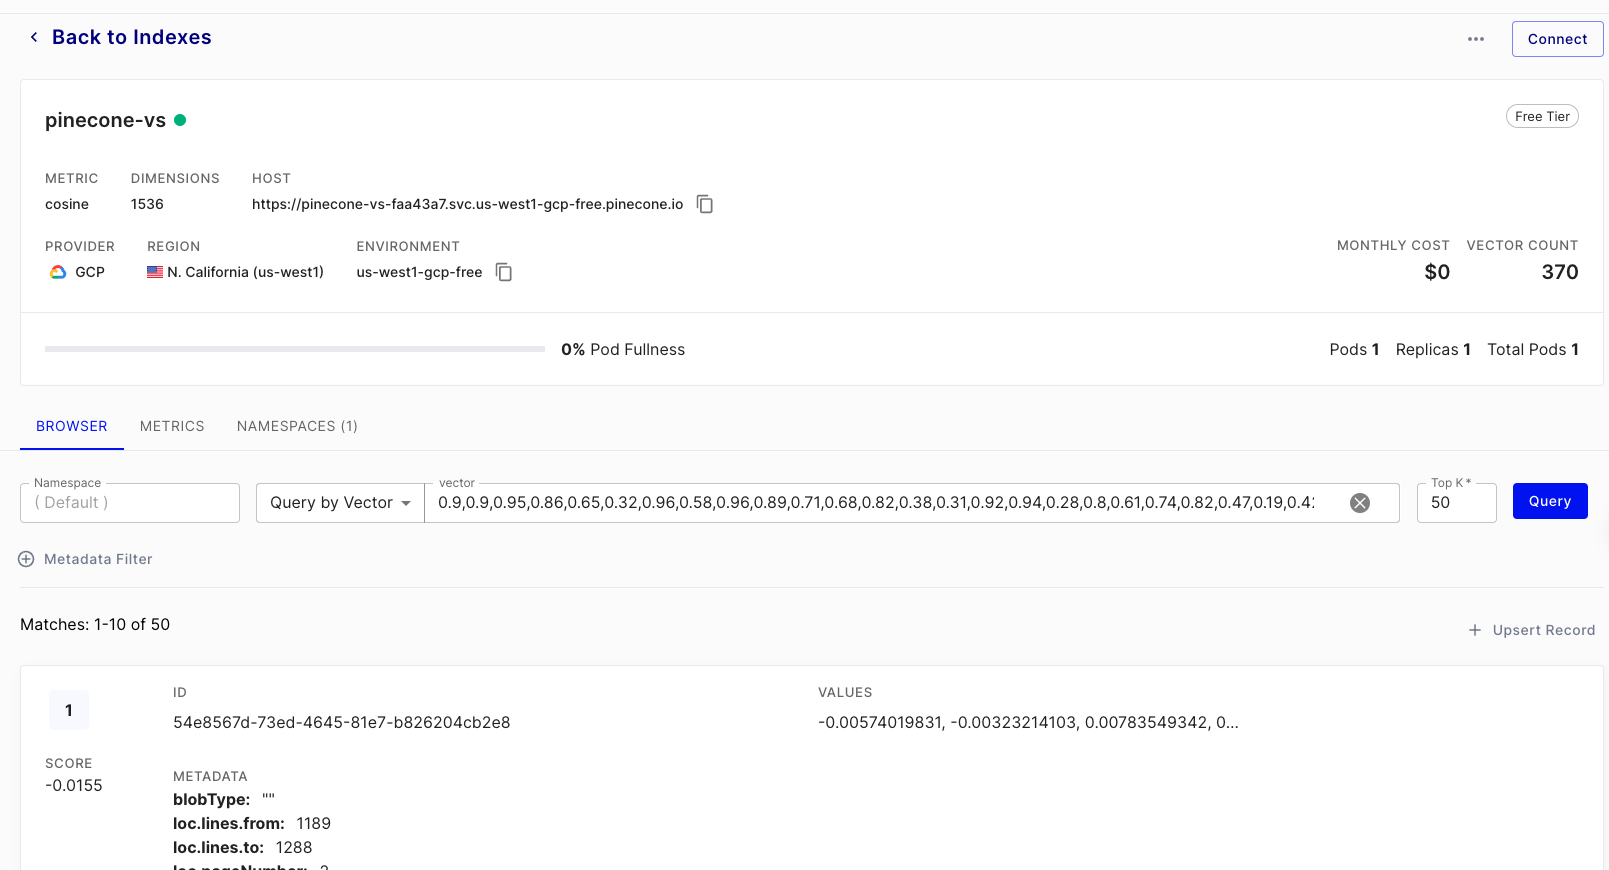 Back to Indexes
Connect
pinecone-vs
Free Tier
METRIC DIMENSIONS HOST
cosine 1536 https://pinecone-vs-faa43a7.svc.us-west1-gcp-free.pinecone.io
PROVIDER REGION ENVIRONMENT MONTHLY COST VECTOR COUNT
GCP N. California (us-west1) us-west1-gcp-free $0 370
0% Pod Fullness Pods 1 Replicas 1 Total Pods 1
BROWSER METRICS NAMESPACES (1)
Namespace vector Top K *
( Default ) Query by Vector 0.9,0.9,0.95,0.86,0.65,0.32,0.96,0.58,0.96,0.89,0.71,0.68,0.82,0.38,0.31,0.92,0.94,0.28,0.8,0.61,0.74,0.82,0.47,0.19,0.42 50 Query
Metadata Filter
Matches: 1-10 of 50
+ Upsert Record
ID VALUES
1 54e8567d-73ed-4645-81e7-b826204cb2e8 -0.00574019831, -0.00323214103, 0.00783549342, 0...
SCORE
-0.0155
METADATA
blobType: ""
loc.lines.from: 1189
loc.lines.to: 1288
loc.pageNumber: 2